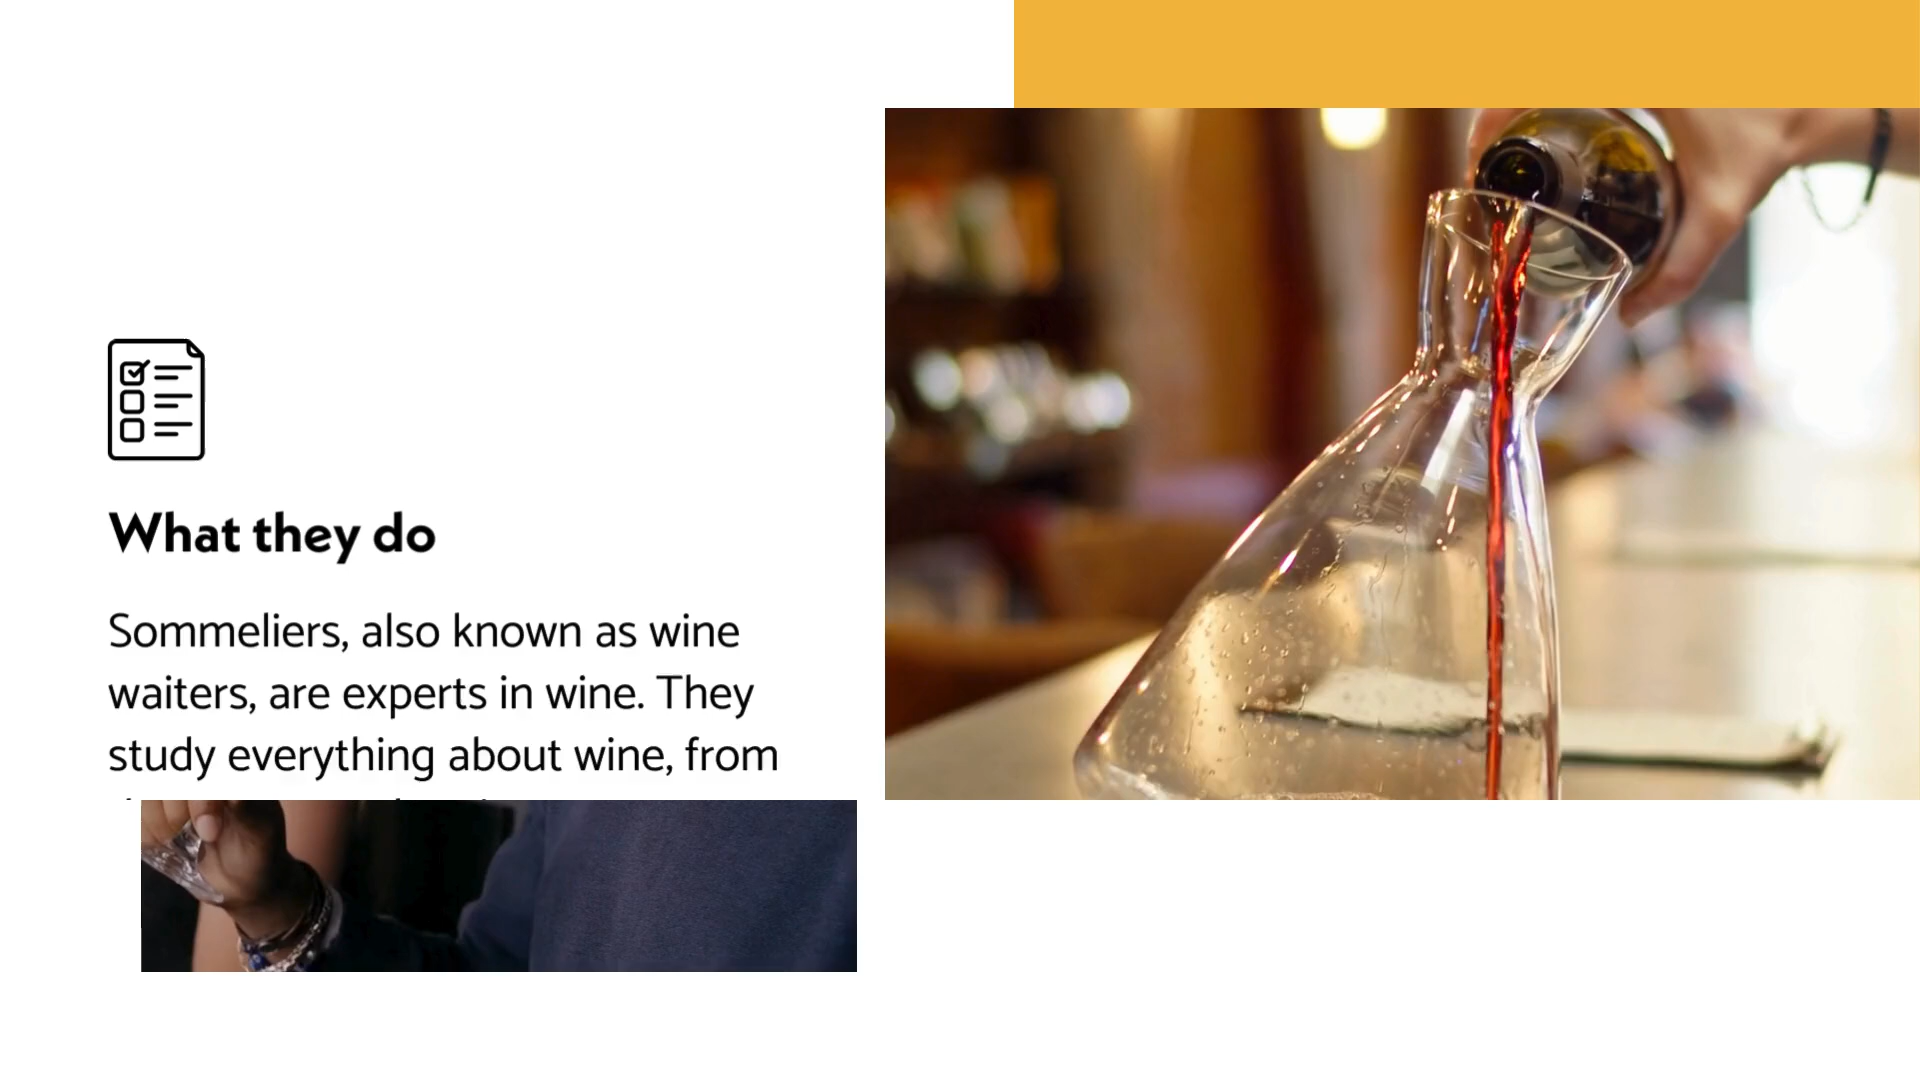 What they do
Sommeliers, also known as wine
waiters, are experts in wine. They
study everything about wine, from